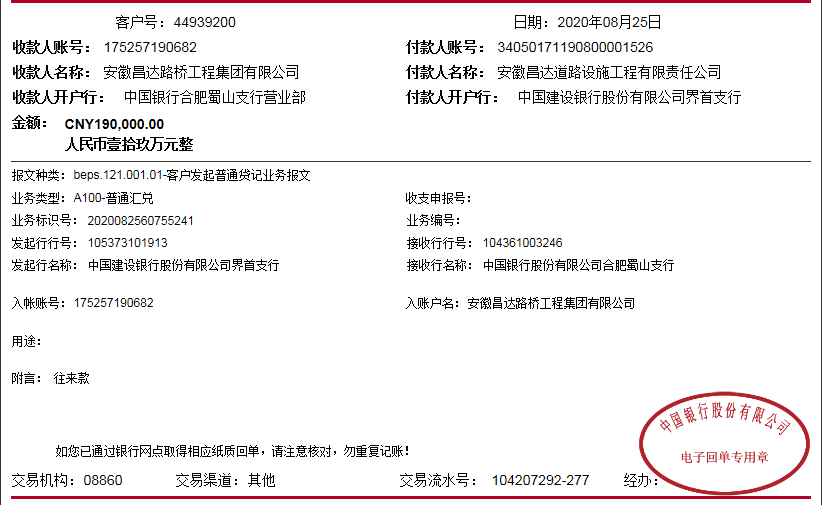 客户号：44939200 日期：2020年08月25日
收款人账号：175257190682 付款人账号：34050171190800001526
收款人名称：安徽昌达路桥工程集团有限公司 付款人名称：安徽昌达道路设施工程有限责任公司
收款人开户行：中国银行合肥蜀山支行营业部 付款人开户行：中国建设银行股份有限公司界首支行
金额：CNY190,000.00
人民币壹拾玖万元整
报文种类：beps.121.001.01-客户发起普通贷记业务报文
业务类型：A100-普通汇兑 收支申报号：
业务标识号：2020082560755241 业务编号：
发起行行号：105373101913 接收行行号：104361003246
发起行名称：中国建设银行股份有限公司界首支行 接收行名称：中国银行股份有限公司合肥蜀山支行
入帐账号：175257190682 入账户名：安徽昌达路桥工程集团有限公司
用途：
附言：往来款
中国银行股份有限公司
电子回单专用章
如您已通过银行网点取得相应纸质回单，请注意核对，勿重复记账！
交易机构：08860 交易渠道：其他 交易流水号：104207292-277 经办：